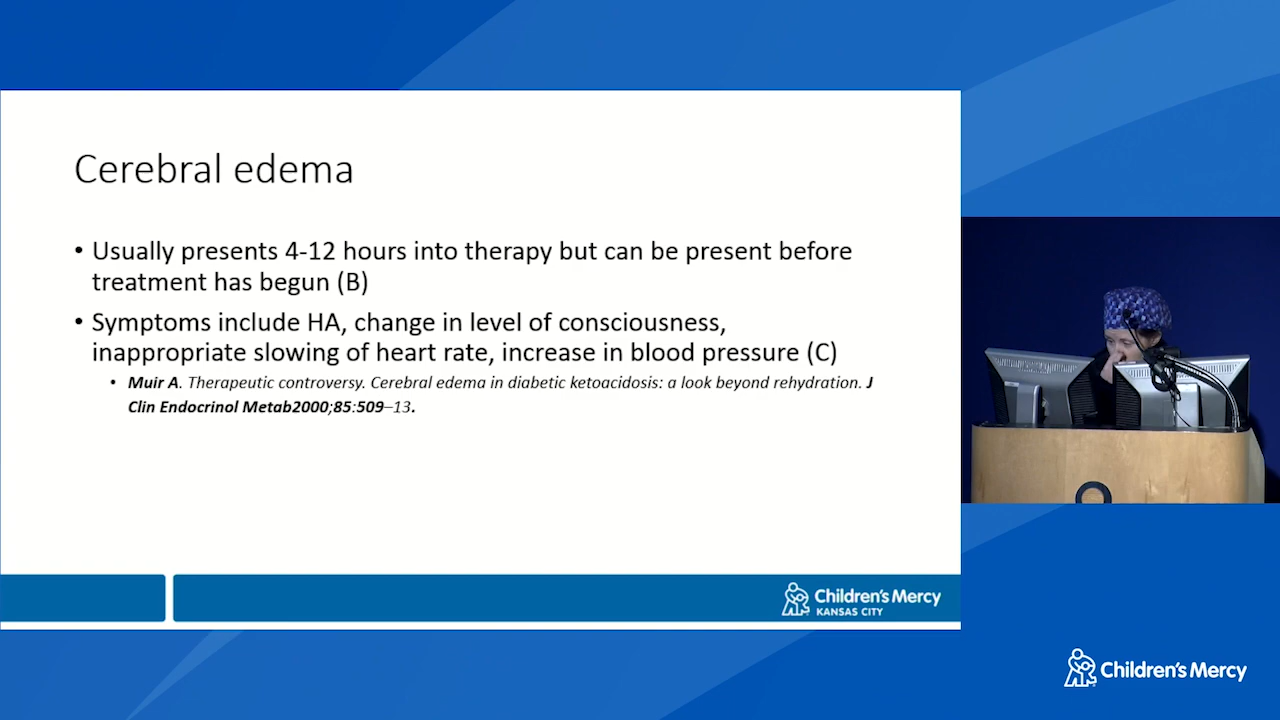 Cerebral edema
• Usually presents 4-12 hours into therapy but can be present before
treatment has begun (B)
• Symptoms include HA, change in level of consciousness,
inappropriate slowing of heart rate, increase in blood pressure (C)
• Muir A. Therapeutic controversy. Cerebral edema in diabetic ketoacidosis: a look beyond rehydration. J
Clin Endocrinol Metab2000;85:509–13.
Children's Mercy
KANSAS CITY
Children's Mercy